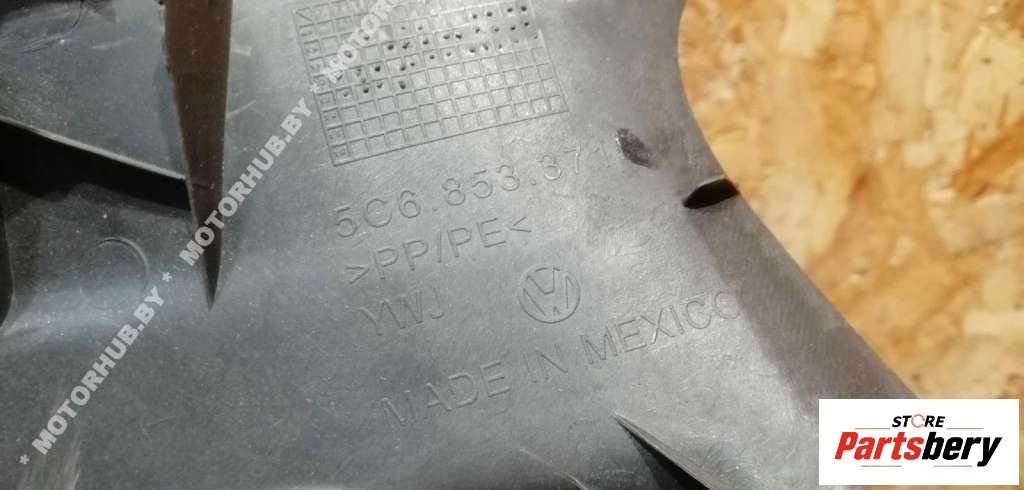 5C6.853.371
>PP/PE<
YWJ
MADE IN MEXICO
* MOTORHUB.BY * MOTORHUB.BY * MOTORHUB.BY *
STORE
Partsbery